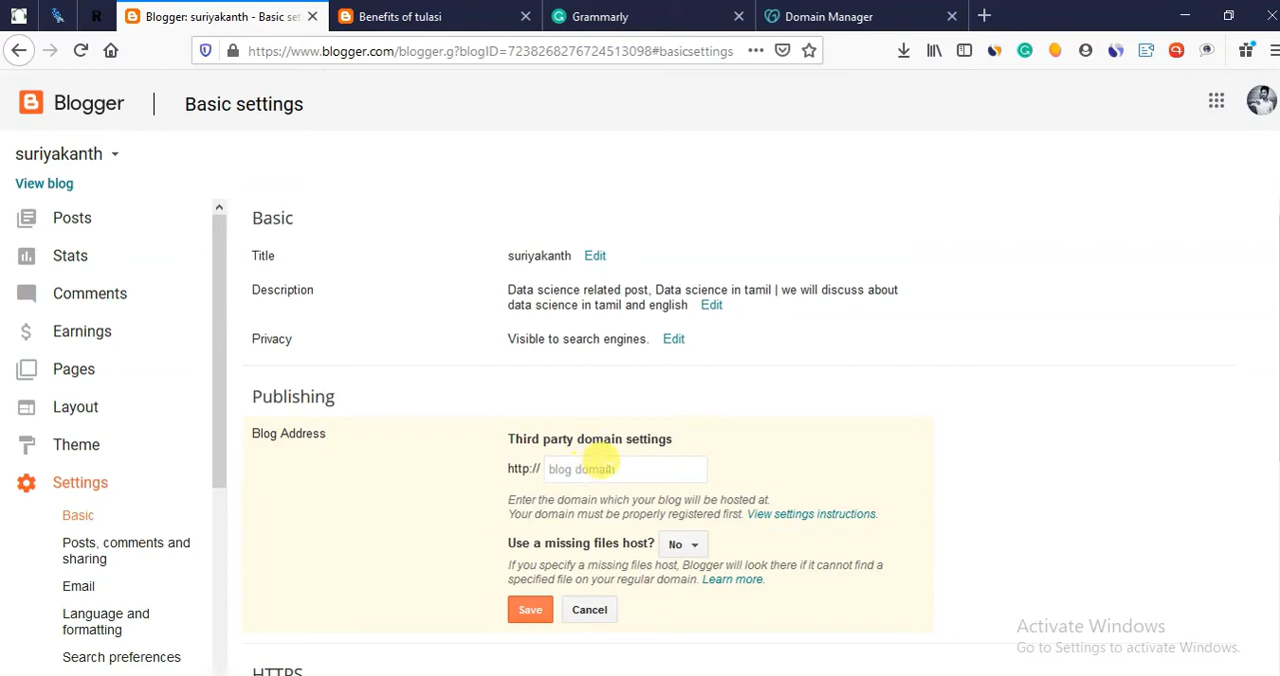 Blogger: suriyakanth - Basic set
Benefits of tulasi
Grammarly
Domain Manager
https://www.blogger.com/blogger.g?blogID=7238268276724513098#basicsettings
Blogger
Basic settings
suriyakanth
View blog
Posts
Stats
Comments
Earnings
Pages
Layout
Theme
Settings
Basic
Posts, comments and
sharing
Email
Language and
formatting
Search preferences
Basic
Title
suriyakanth Edit
Description
Data science related post, Data science in tamil | we will discuss about
data science in tamil and english Edit
Privacy
Visible to search engines. Edit
Publishing
Blog Address
Third party domain settings
http:// blog domain
Enter the domain which your blog will be hosted at.
Your domain must be properly registered first. View settings instructions.
Use a missing files host? No
If you specify a missing files host, Blogger will look there if it cannot find a
specified file on your regular domain. Learn more.
Save Cancel
HTTPS
Activate Windows
Go to Settings to activate Windows.